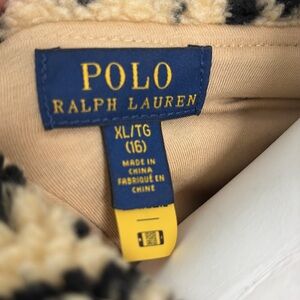 POLO
RALPH LAUREN
XL/TG
(16)
MADE IN
CHINA
FABRIQUÉ EN
CHINE